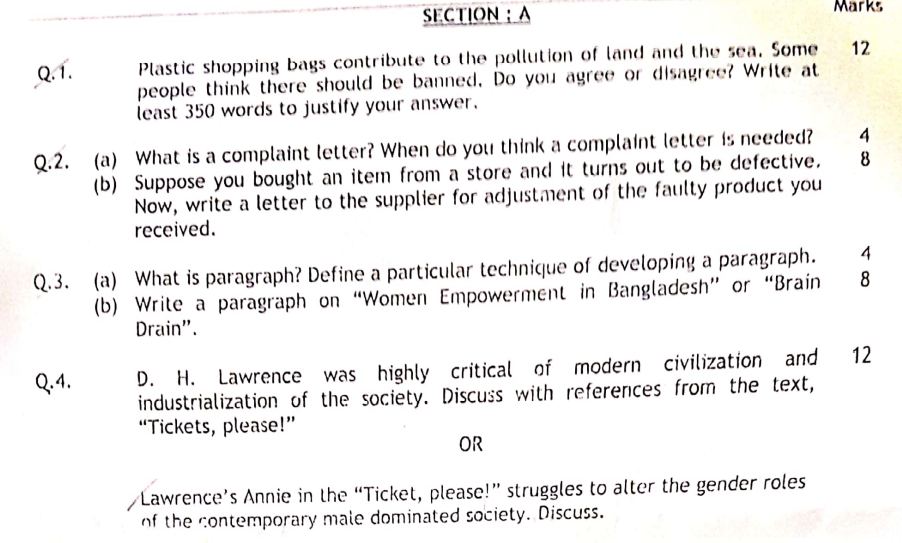 SECTION : A
Marks
Q.1. Plastic shopping bags contribute to the pollution of land and the sea. Some 12
people think there should be banned. Do you agree or disagree? Write at
least 350 words to justify your answer.
Q.2. (a) What is a complaint letter? When do you think a complaint letter is needed? 4
(b) Suppose you bought an item from a store and it turns out to be defective. 8
Now, write a letter to the supplier for adjustment of the faulty product you
received.
Q.3. (a) What is paragraph? Define a particular technique of developing a paragraph. 4
(b) Write a paragraph on “Women Empowerment in Bangladesh” or “Brain 8
Drain”.
Q.4. D. H. Lawrence was highly critical of modern civilization and 12
industrialization of the society. Discuss with references from the text,
“Tickets, please!”
OR
Lawrence’s Annie in the “Ticket, please!” struggles to alter the gender roles
of the contemporary male dominated society. Discuss.